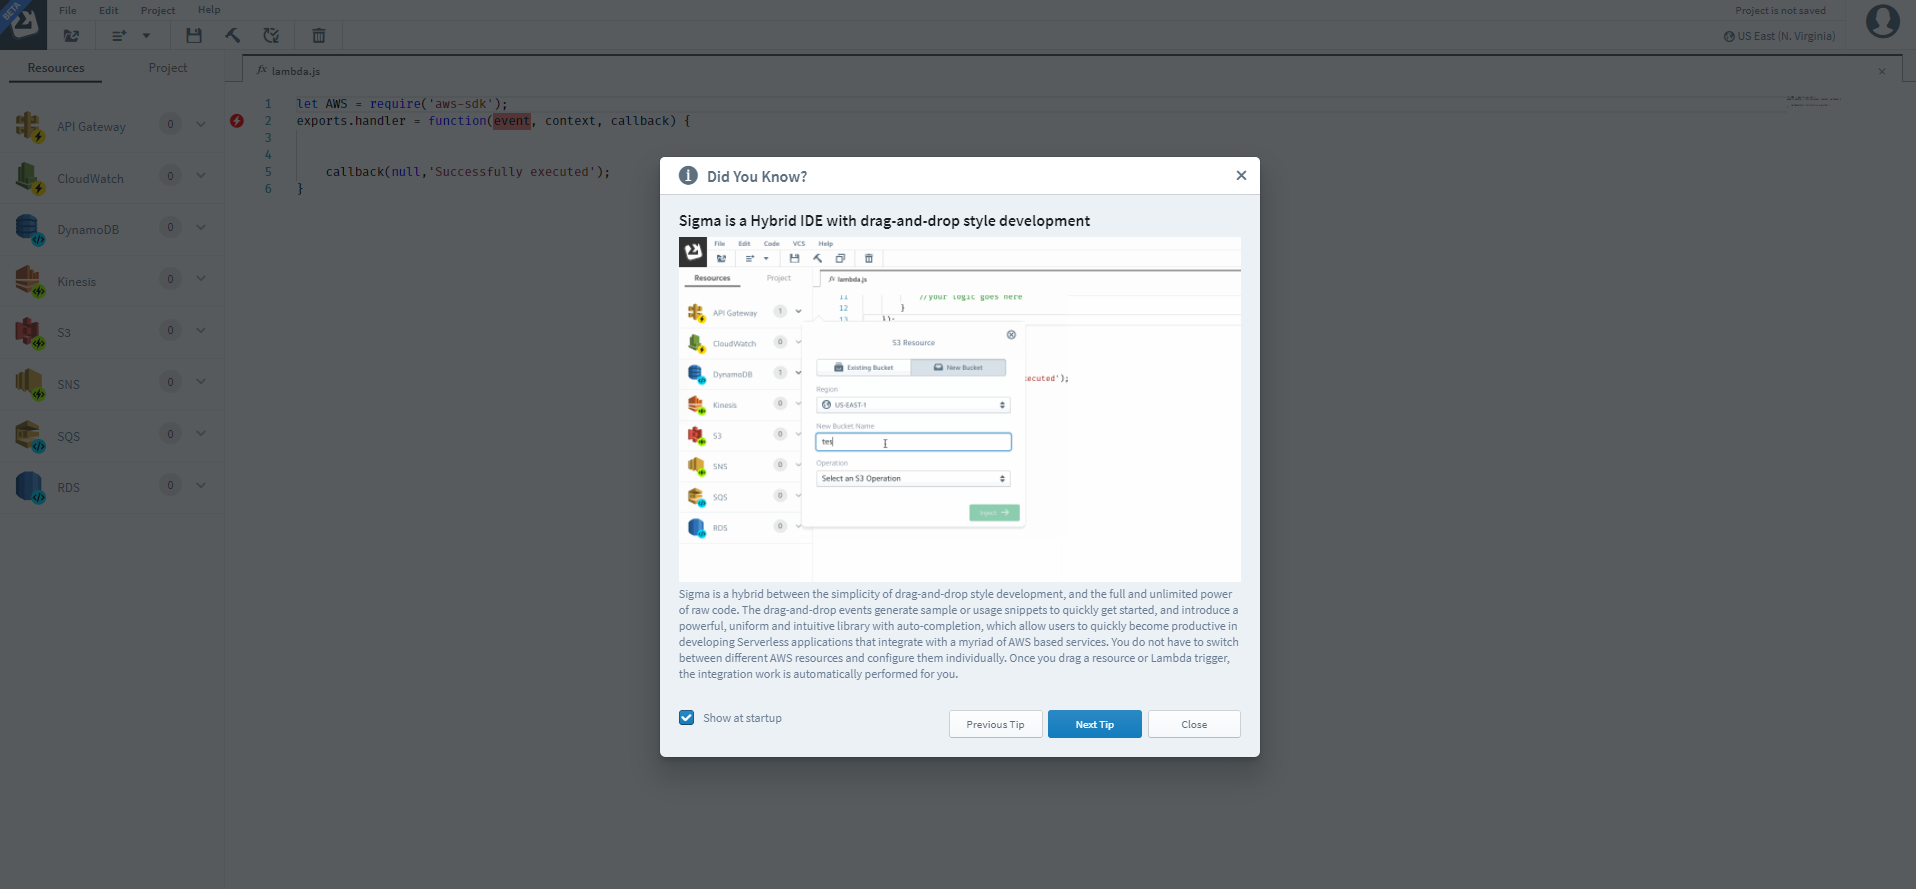 BETA
File Edit Project Help
Project is not saved
US East (N. Virginia)
Resources Project
fx lambda.js
API Gateway 0
CloudWatch 0
DynamoDB 0
Kinesis 0
S3 0
SNS 0
SQS 0
RDS 0
1 let AWS = require('aws-sdk');
2 exports.handler = function(event, context, callback) {
3
4
5 callback(null,'Successfully executed');
6 }
Did You Know?
Sigma is a Hybrid IDE with drag-and-drop style development
File Edit Code VCS Help
Resources Project
fx lambda.js
11 //your logic goes here
12 }
13 });
API Gateway 1
CloudWatch 0
DynamoDB 1
Kinesis 0
S3 0
SNS 0
SQS 0
RDS 0
S3 Resource
Existing Bucket New Bucket
Region
US-EAST-1
New Bucket Name
tes
Operation
Select an S3 Operation
Inject
ecuted');
Sigma is a hybrid between the simplicity of drag-and-drop style development, and the full and unlimited power
of raw code. The drag-and-drop events generate sample or usage snippets to quickly get started, and introduce a
powerful, uniform and intuitive library with auto-completion, which allow users to quickly become productive in
developing Serverless applications that integrate with a myriad of AWS based services. You do not have to switch
between different AWS resources and configure them individually. Once you drag a resource or Lambda trigger,
the integration work is automatically performed for you.
Show at startup
Previous Tip Next Tip Close